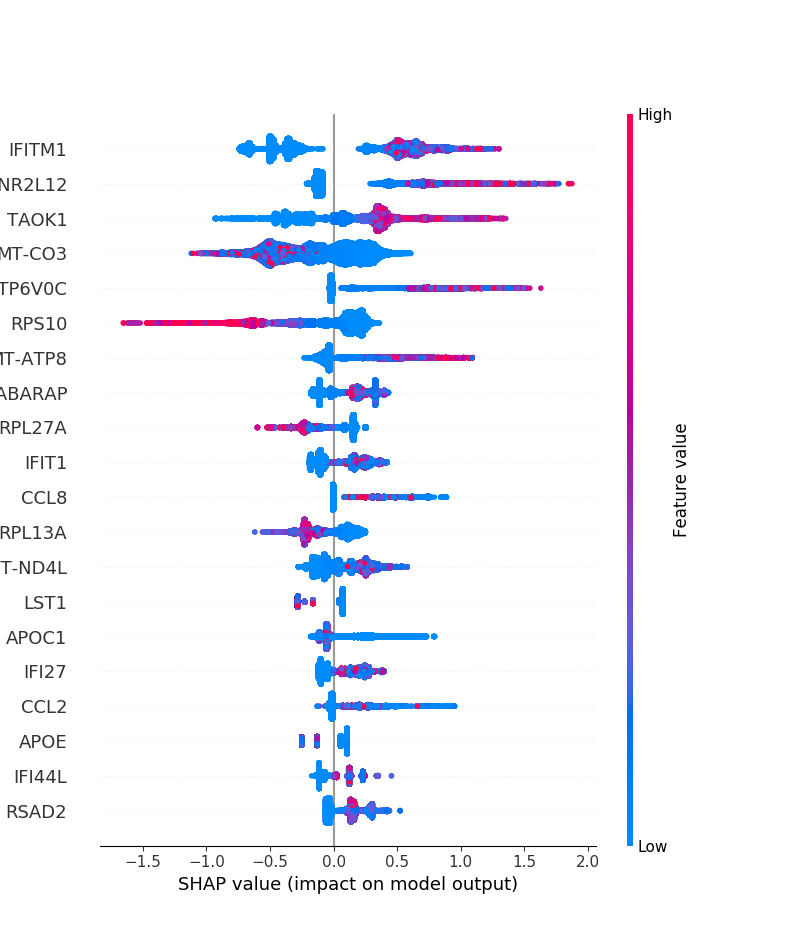 High
IFITM1
NR2L12
TAOK1
MT-CO3
TP6V0C
RPS10
MT-ATP8
ABARAP
RPL27A
IFIT1
CCL8
RPL13A
T-ND4L
LST1
APOC1
IFI27
CCL2
APOE
IFI44L
RSAD2
Feature value
Low
−1.5 −1.0 −0.5 0.0 0.5 1.0 1.5 2.0
SHAP value (impact on model output)